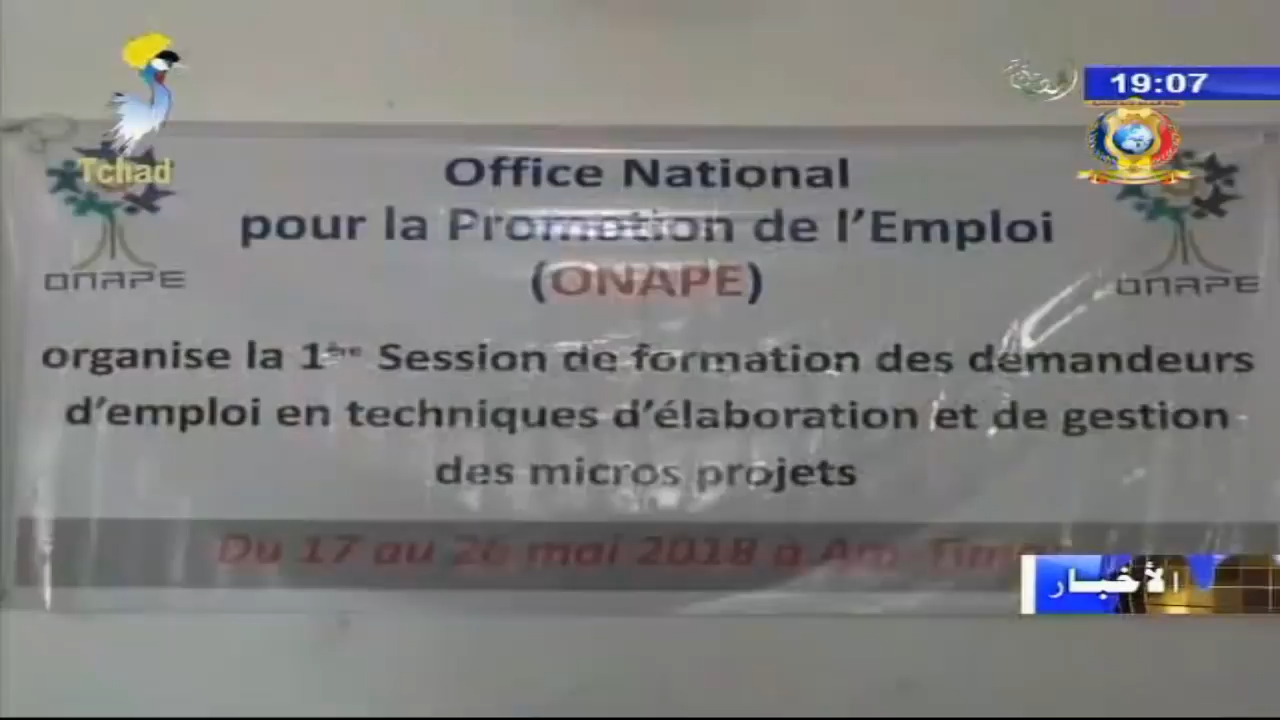 19:07
Tchad
Office National
pour la Promotion de l'Emploi
(ONAPE)
ONAPE
ONAPE
organise la 1ère Session de formation des demandeurs
d'emploi en techniques d'élaboration et de gestion
des micros projets
Du 17 au 26 mai 2018 à Am
الأخبار